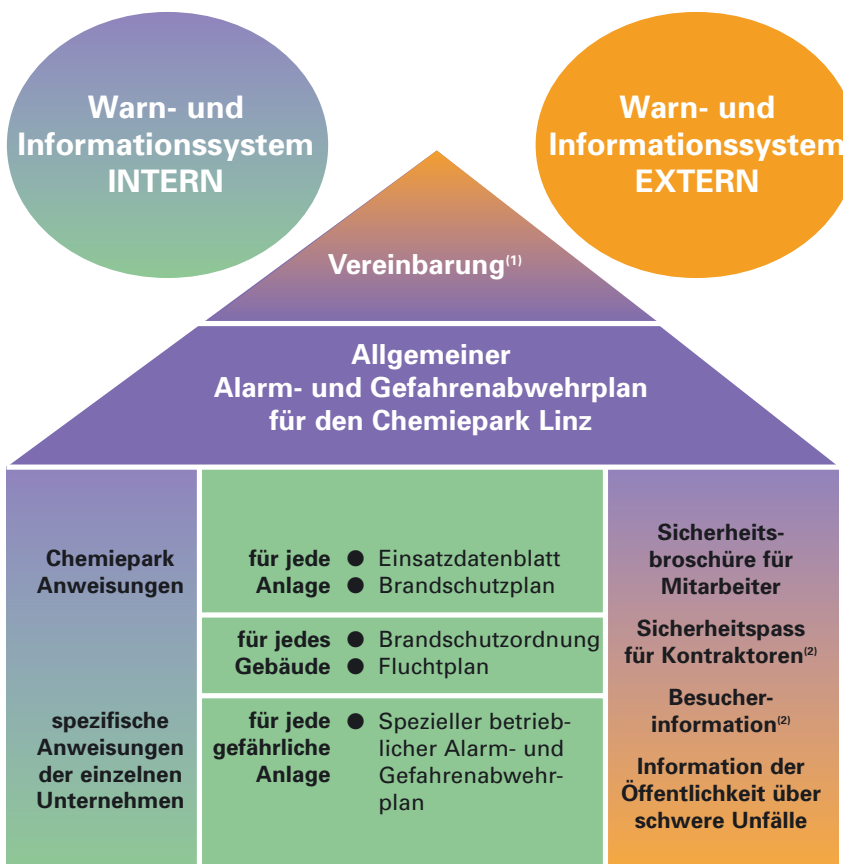 Warn- und
Informationssystem
INTERN
Warn- und
Informationssystem
EXTERN
Vereinbarung(1)
Allgemeiner
Alarm- und Gefahrenabwehrplan
für den Chemiepark Linz
Chemiepark
Anweisungen
spezifische
Anweisungen
der einzelnen
Unternehmen
für jede ● Einsatzdatenblatt
Anlage ● Brandschutzplan
für jedes ● Brandschutzordnung
Gebäude ● Fluchtplan
für jede ● Spezieller betrieb-
gefährliche licher Alarm- und
Anlage Gefahrenabwehr-
plan
Sicherheits-
broschüre für
Mitarbeiter
Sicherheitspass
für Kontraktoren(2)
Besucher-
information(2)
Information der
Öffentlichkeit über
schwere Unfälle